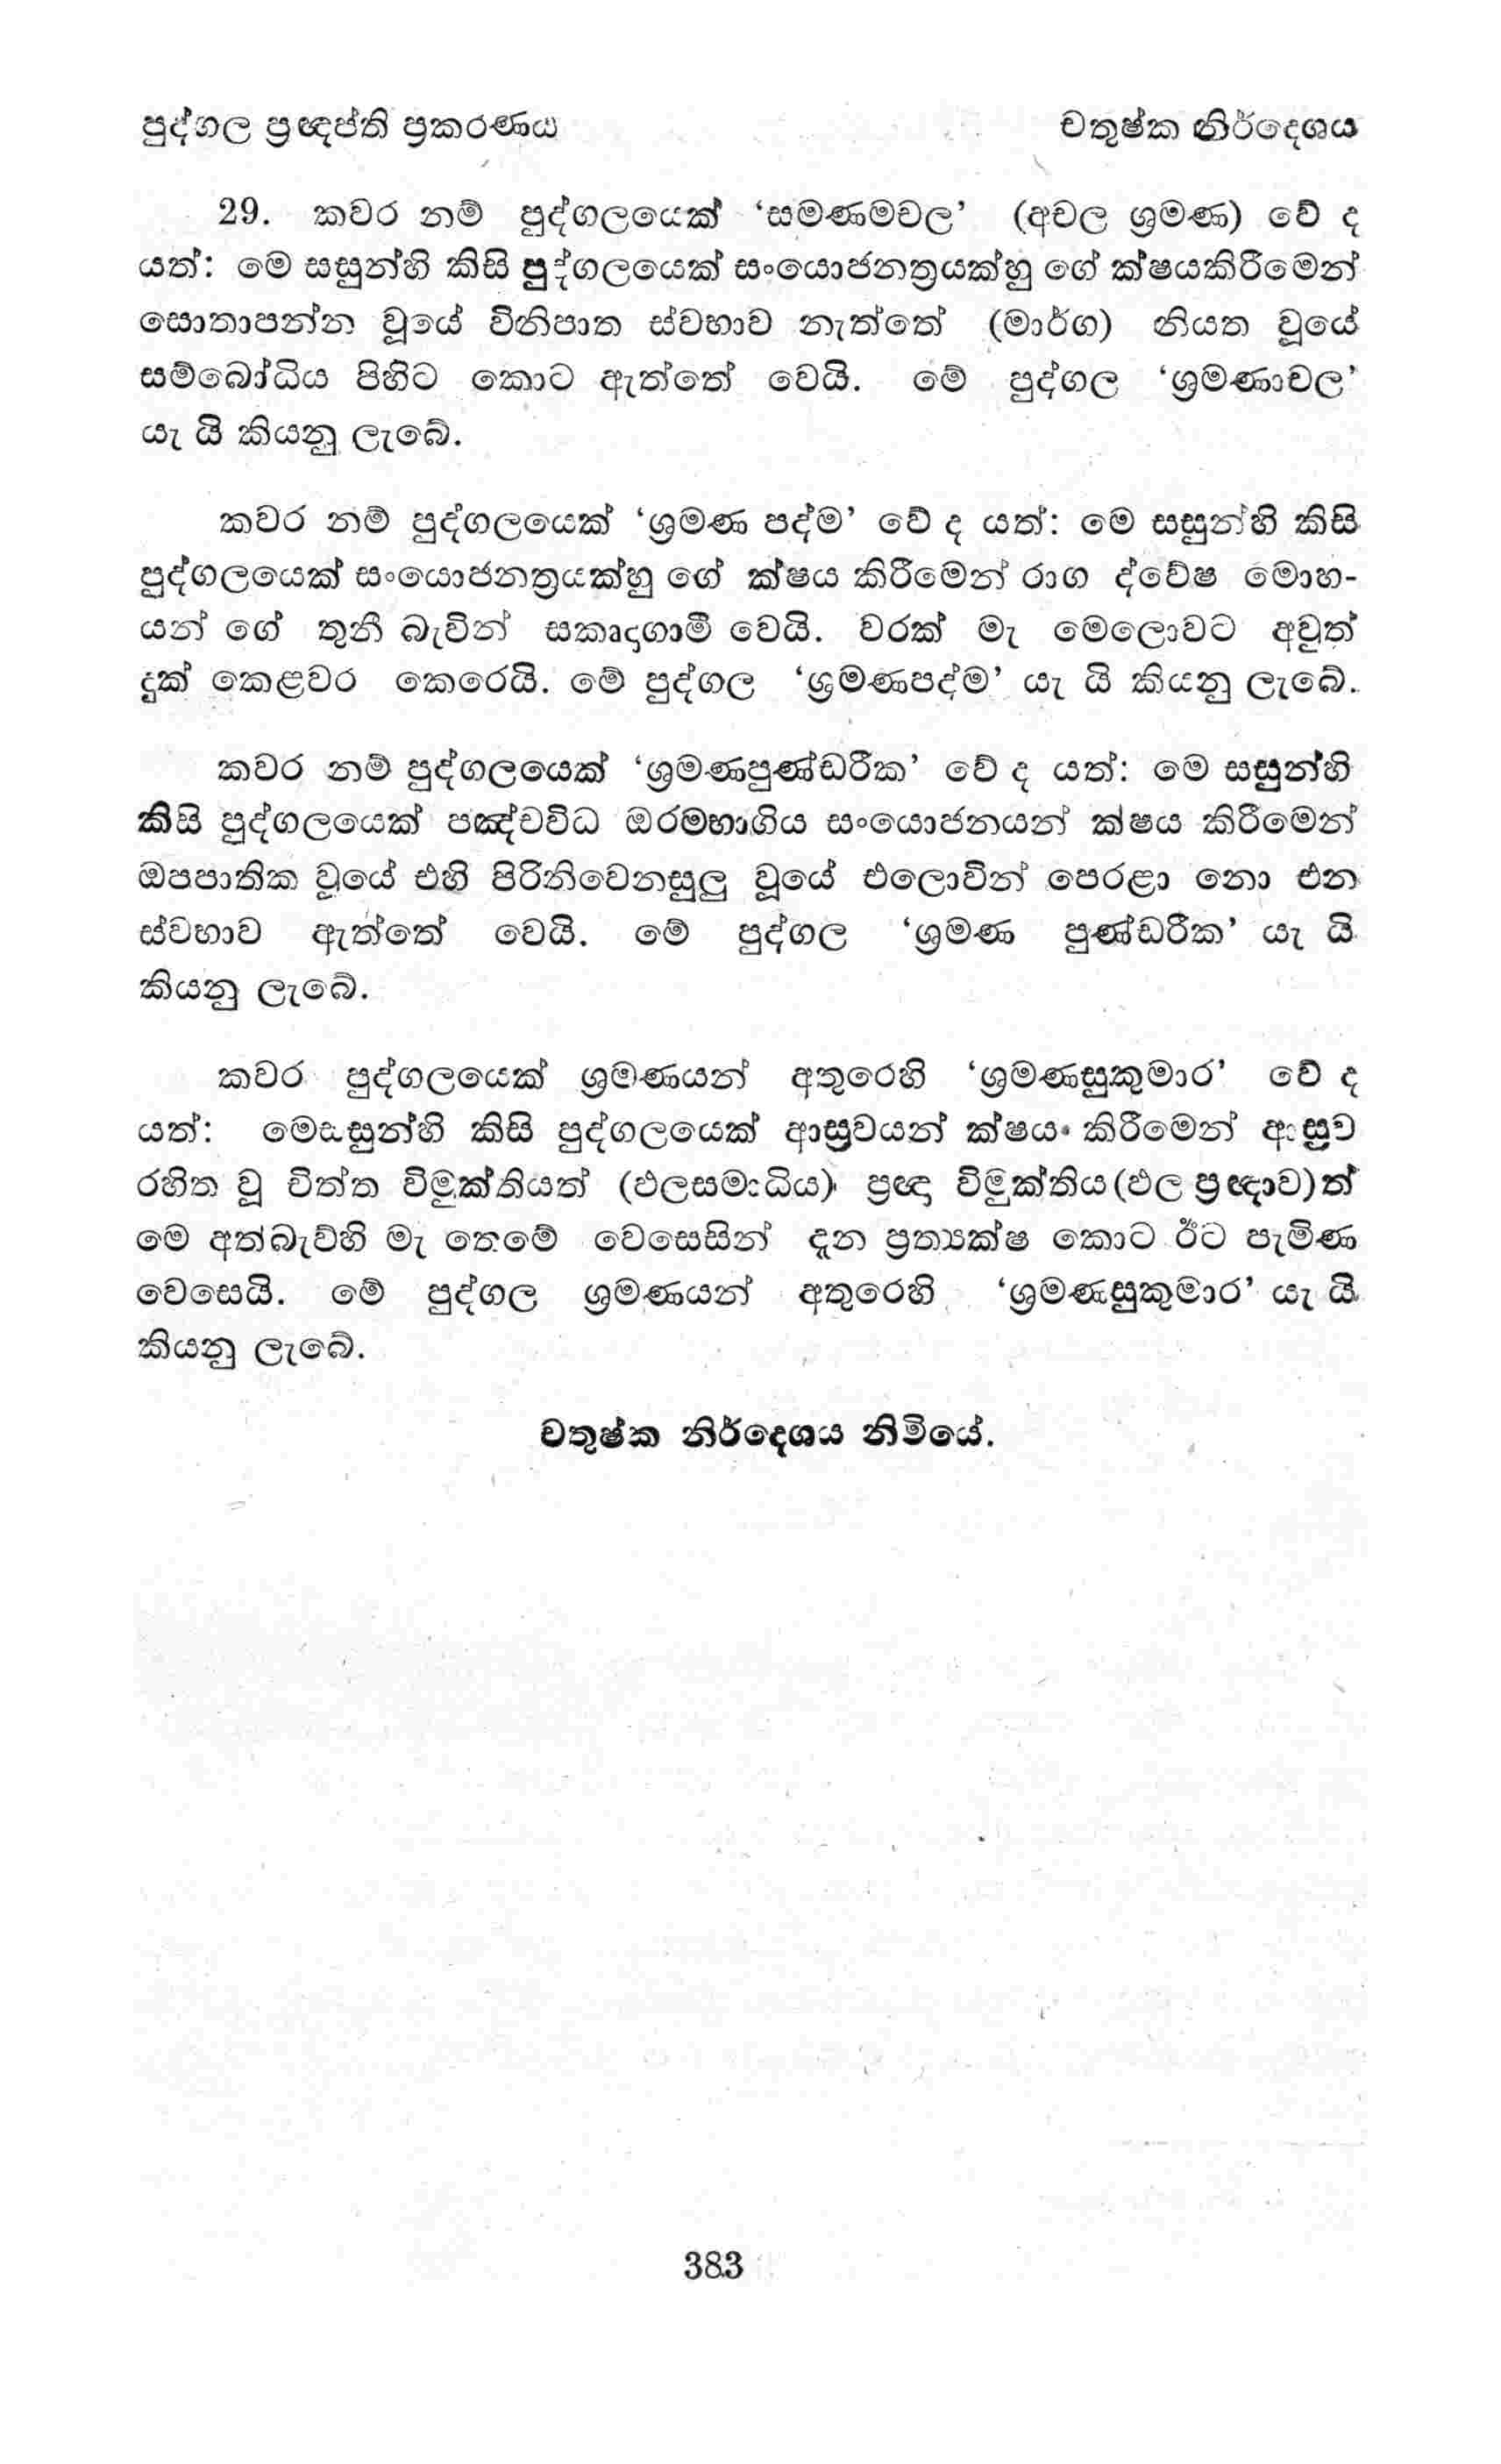 පුද්ගල ප්‍රඥප්ති ප්‍රකරණය
චතුෂ්ක නිර්දෙශය
29. කවර නම් පුද්ගලයෙක් ‘සමණමචල’ (අචල ශ්‍රමණ) වේ ද
යත්: මෙ සසුන්හි කිසි පුද්ගලයෙක් සංයොජනත්‍රයක්හු ගේ ක්ෂයකිරීමෙන්
සොතාපන්න වූයේ විනිපාත ස්වභාව නැත්තේ (මාර්ග) නියත වූයේ
සම්බෝධිය පිහිට කොට ඇත්තේ වෙයි. මේ පුද්ගල ‘ශ්‍රමණාචල’
යැ යි කියනු ලැබේ.
කවර නම් පුද්ගලයෙක් ‘ශ්‍රමණ පද්ම’ වේ ද යත්: මෙ සසුන්හි කිසි
පුද්ගලයෙක් සංයොජනත්‍රයක්හු ගේ ක්ෂය කිරීමෙන් රාග ද්වේෂ මොහ-
යන් ගේ තුනී බැවින් සකෘදාගාමී වෙයි. වරක් මැ මෙලොවට අවුත්
දුක් කෙළවර කෙරෙයි. මේ පුද්ගල ‘ශ්‍රමණපද්ම’ යැ යි කියනු ලැබේ.
කවර නම් පුද්ගලයෙක් ‘ශ්‍රමණපුණ්ඩරීක’ වේ ද යත්: මෙ සසුන්හි
කිසි පුද්ගලයෙක් පඤ්චවිධ ඔරම්භාගිය සංයොජනයන් ක්ෂය කිරීමෙන්
ඔපපාතික වූයේ එහි පිරිනිවෙනසුලු වූයේ එලොවින් පෙරළා නො එන
ස්වභාව ඇත්තේ වෙයි. මේ පුද්ගල ‘ශ්‍රමණ පුණ්ඩරීක’ යැ යි
කියනු ලැබේ.
කවර පුද්ගලයෙක් ශ්‍රමණයන් අතුරෙහි ‘ශ්‍රමණසුකුමාර’ වේ ද
යත්: මෙසසුන්හි කිසි පුද්ගලයෙක් ආස්‍රවයන් ක්ෂය කිරීමෙන් ආස්‍රව
රහිත වූ චිත්ත විමුක්තියත් (ඵලසමාධිය) ප්‍රඥා විමුක්තිය(ඵල ප්‍රඥාව)ත්
මෙ අත්බැව්හි මැ තෙමේ වෙසෙසින් දැන ප්‍රත්‍යක්ෂ කොට ඊට පැමිණ
වෙසෙයි. මේ පුද්ගල ශ්‍රමණයන් අතුරෙහි ‘ශ්‍රමණසුකුමාර’ යැ යි
කියනු ලැබේ.
චතුෂ්ක නිර්දෙශය නිමියේ.
383